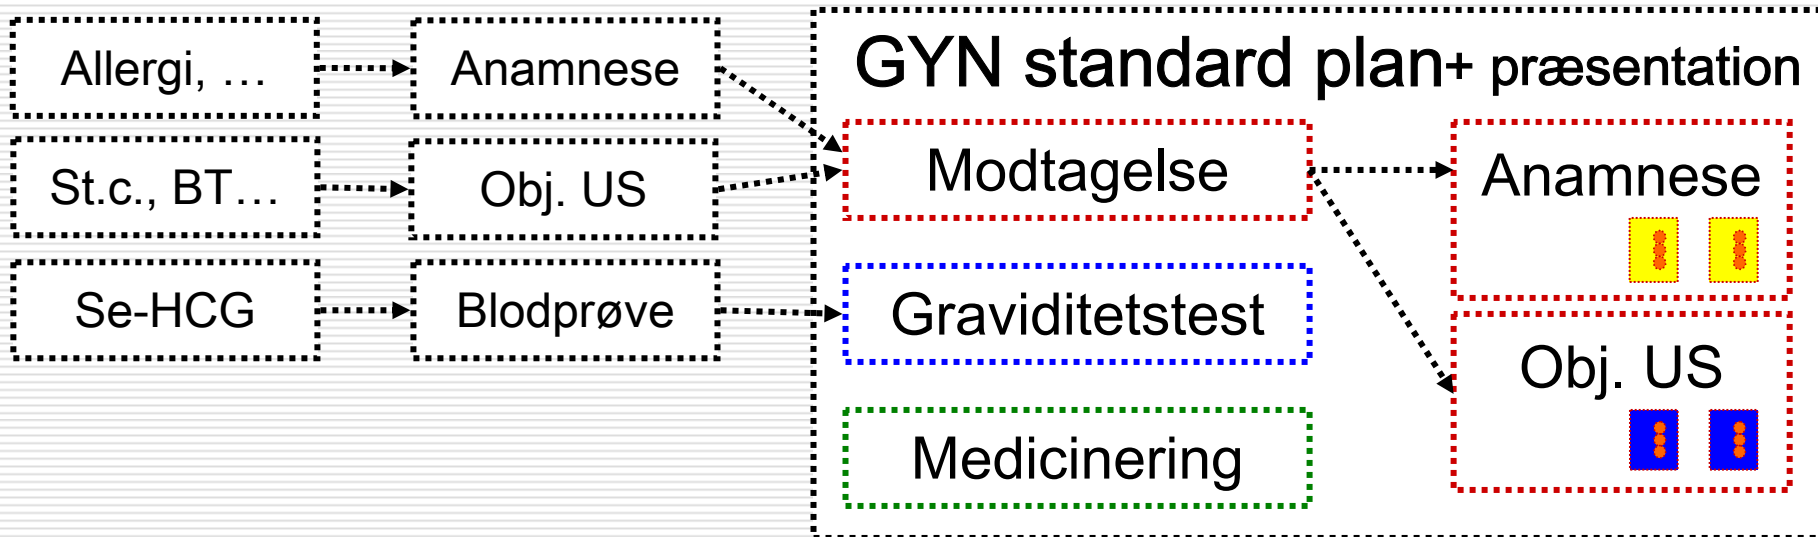 Allergi, …
Anamnese
GYN standard plan+ præsentation
St.c., BT…
Obj. US
Modtagelse
Anamnese
Se-HCG
Blodprøve
Graviditetstest
Obj. US
Medicinering